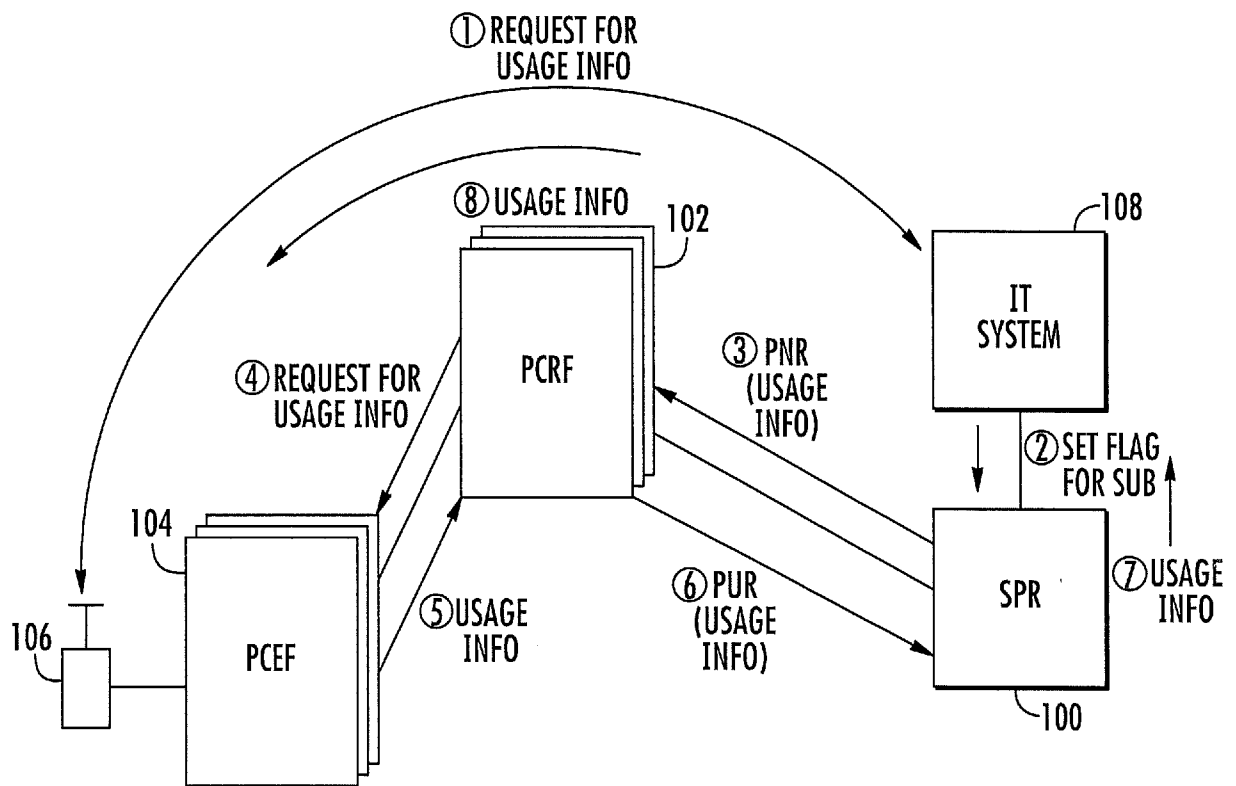 ① REQUEST FOR
USAGE INFO
⑧ USAGE INFO
102
108
IT
SYSTEM
PCRF
③ PNR
(USAGE
INFO)
④ REQUEST FOR
USAGE INFO
② SET FLAG
FOR SUB
104
PCEF
⑤ USAGE
INFO
⑥ PUR
(USAGE
INFO)
SPR
⑦ USAGE
INFO
106
100